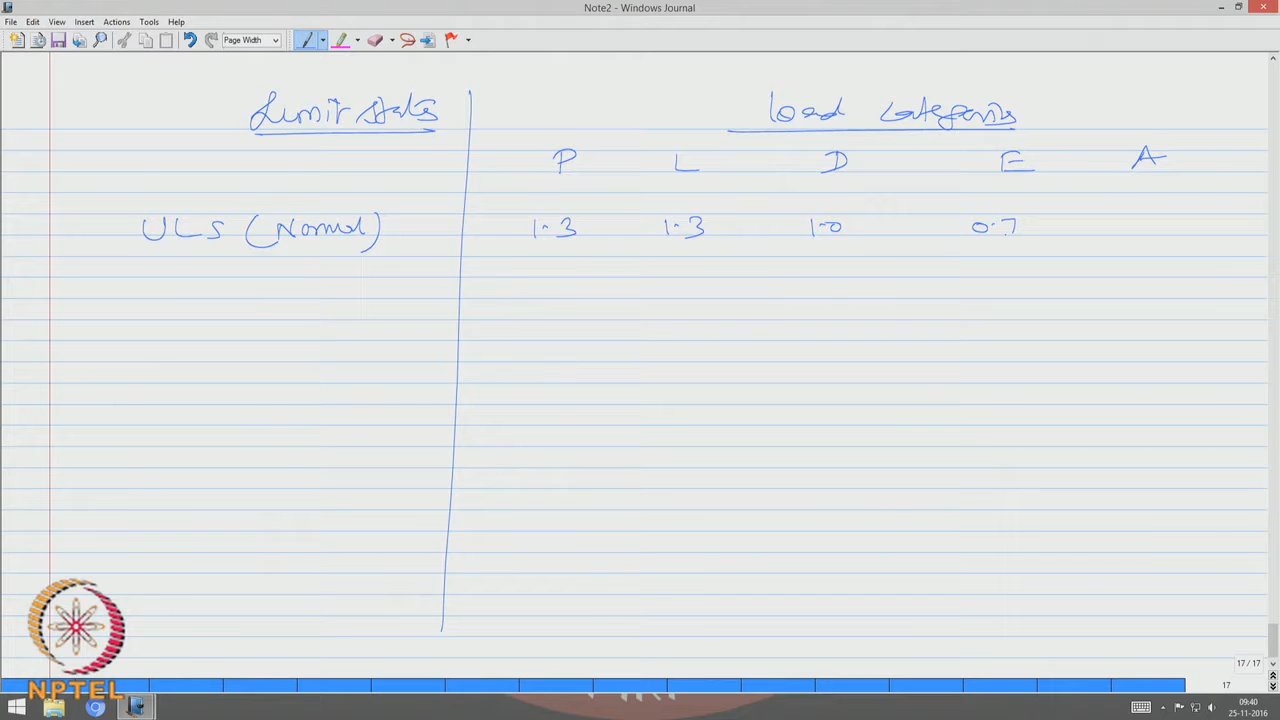 Note2 - Windows Journal
File Edit View Insert Actions Tools Help
Page Width
Limit states Load categories
P L D E A
ULS (Normal) 1.3 1.3 1.0 0.7
17 / 17
17
NPTEL
09:40
25-11-2016